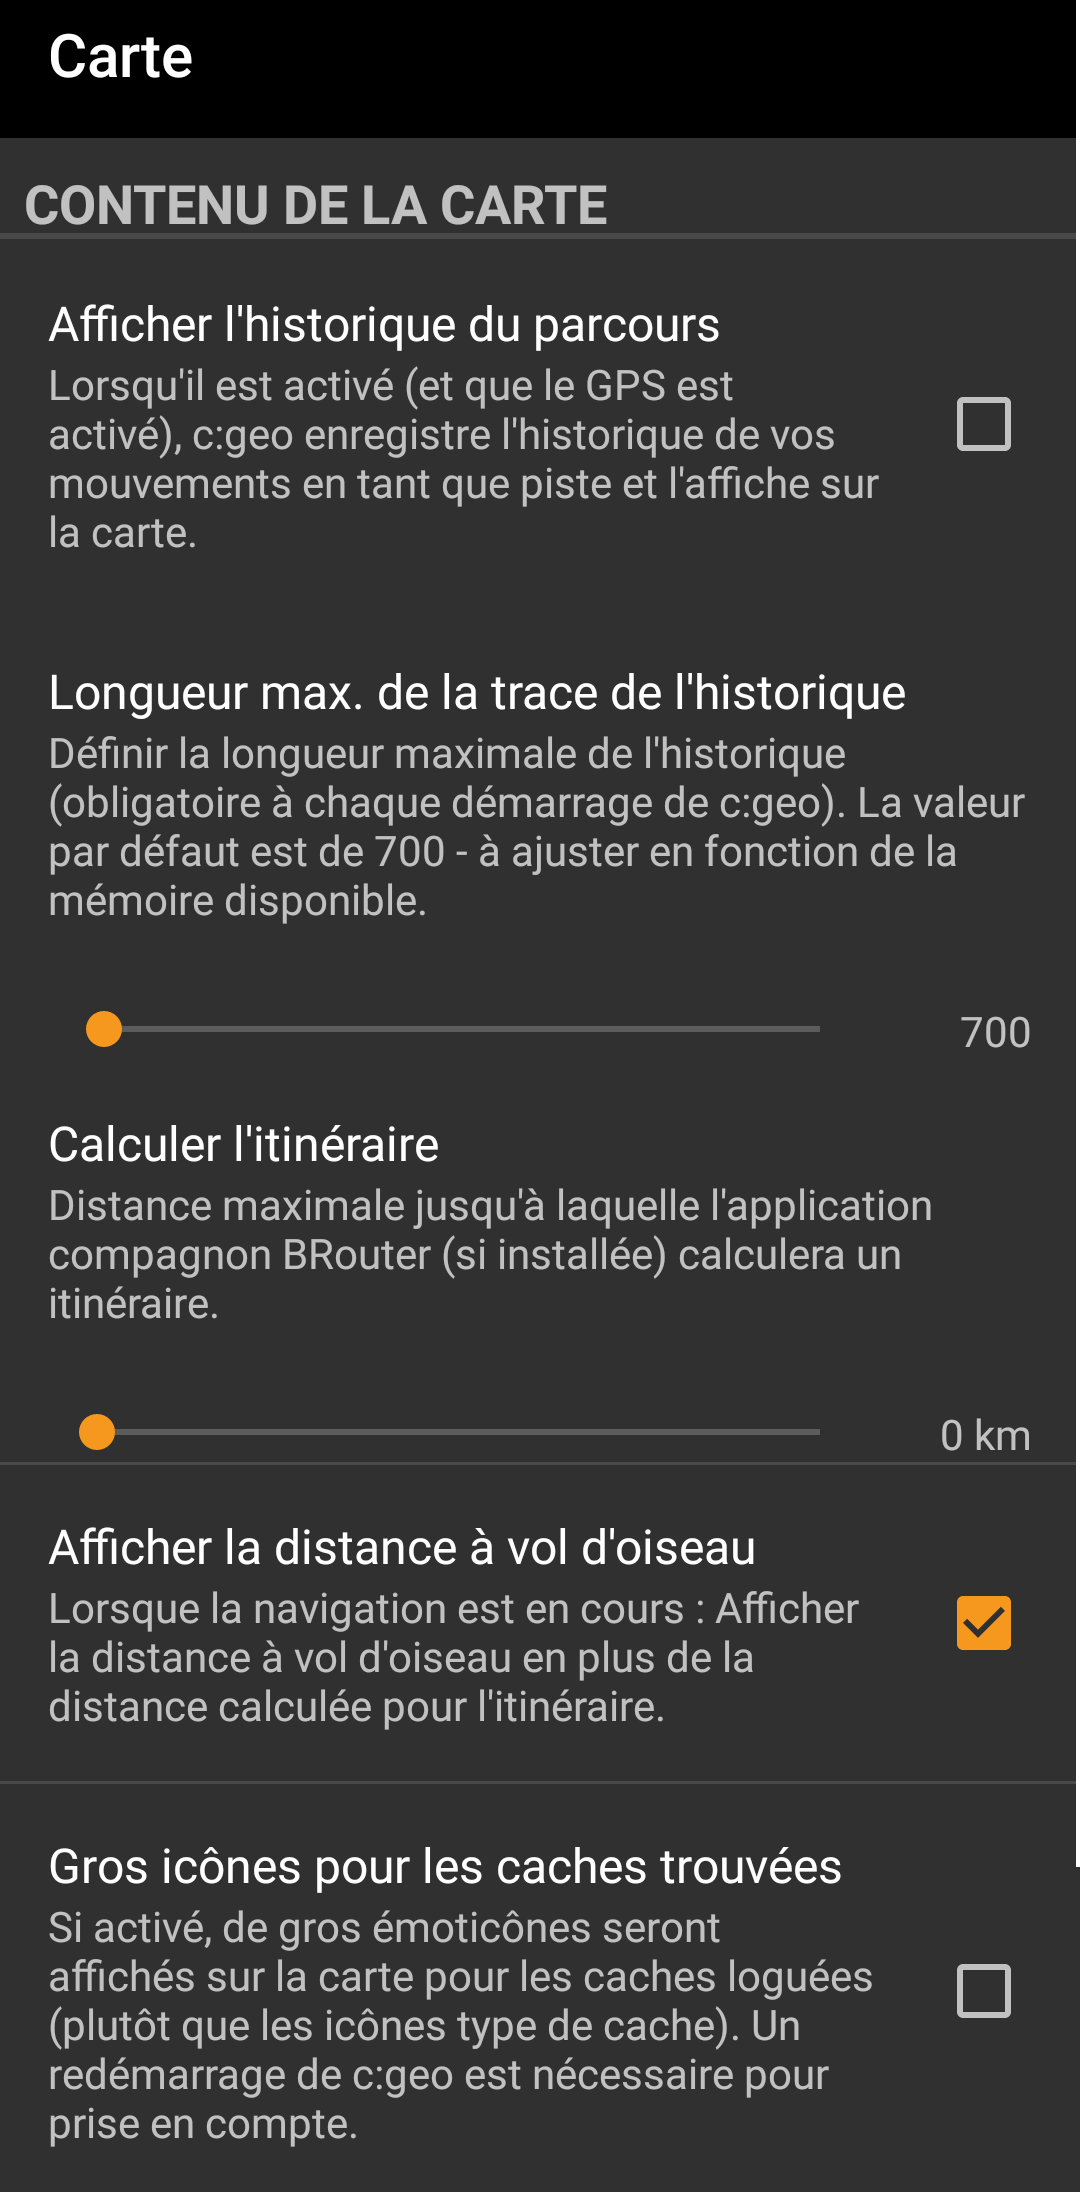 Carte
CONTENU DE LA CARTE
Afficher l'historique du parcours
Lorsqu'il est activé (et que le GPS est
activé), c:geo enregistre l'historique de vos
mouvements en tant que piste et l'affiche sur
la carte.
Longueur max. de la trace de l'historique
Définir la longueur maximale de l'historique
(obligatoire à chaque démarrage de c:geo). La valeur
par défaut est de 700 - à ajuster en fonction de la
mémoire disponible.
700
Calculer l'itinéraire
Distance maximale jusqu'à laquelle l'application
compagnon BRouter (si installée) calculera un
itinéraire.
0 km
Afficher la distance à vol d'oiseau
Lorsque la navigation est en cours : Afficher
la distance à vol d'oiseau en plus de la
distance calculée pour l'itinéraire.
Gros icônes pour les caches trouvées
Si activé, de gros émoticônes seront
affichés sur la carte pour les caches loguées
(plutôt que les icônes type de cache). Un
redémarrage de c:geo est nécessaire pour
prise en compte.